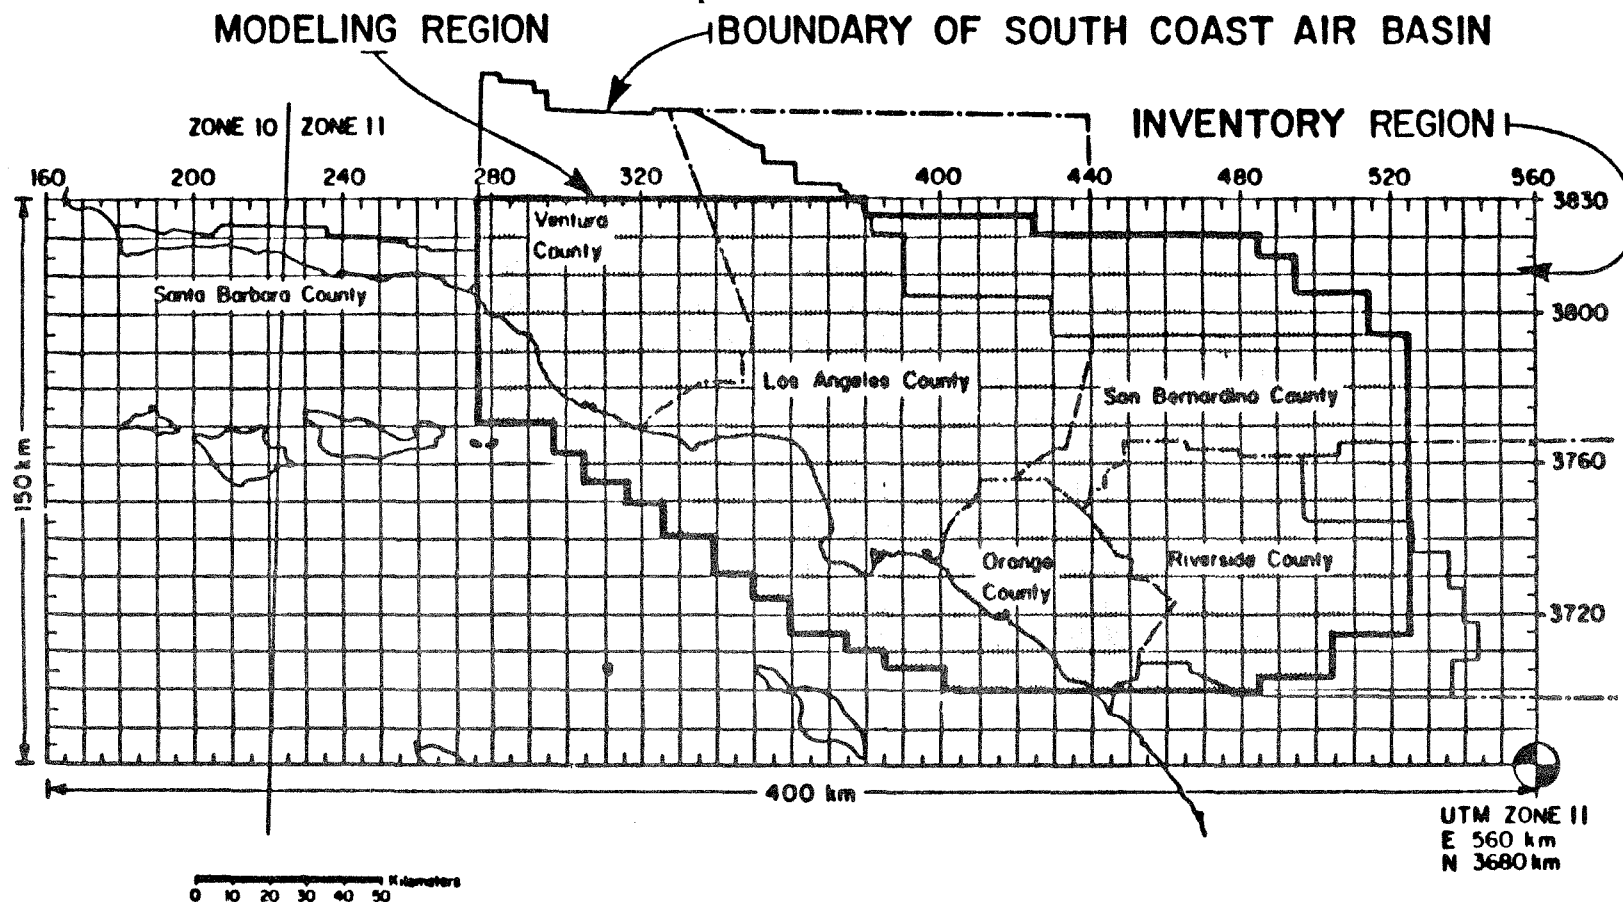 MODELING REGION
BOUNDARY OF SOUTH COAST AIR BASIN
ZONE 10 ZONE II
INVENTORY REGION
160 200 240 280 320 400 440 480 520 560
3830
Ventura
County
Santa Barbara County
3800
Los Angeles County
San Bernardino County
3760
150 km
Orange
County
Riverside County
3720
400 km
UTM ZONE II
E 560 km
N 3680 km
Kilometers
0 10 20 30 40 50